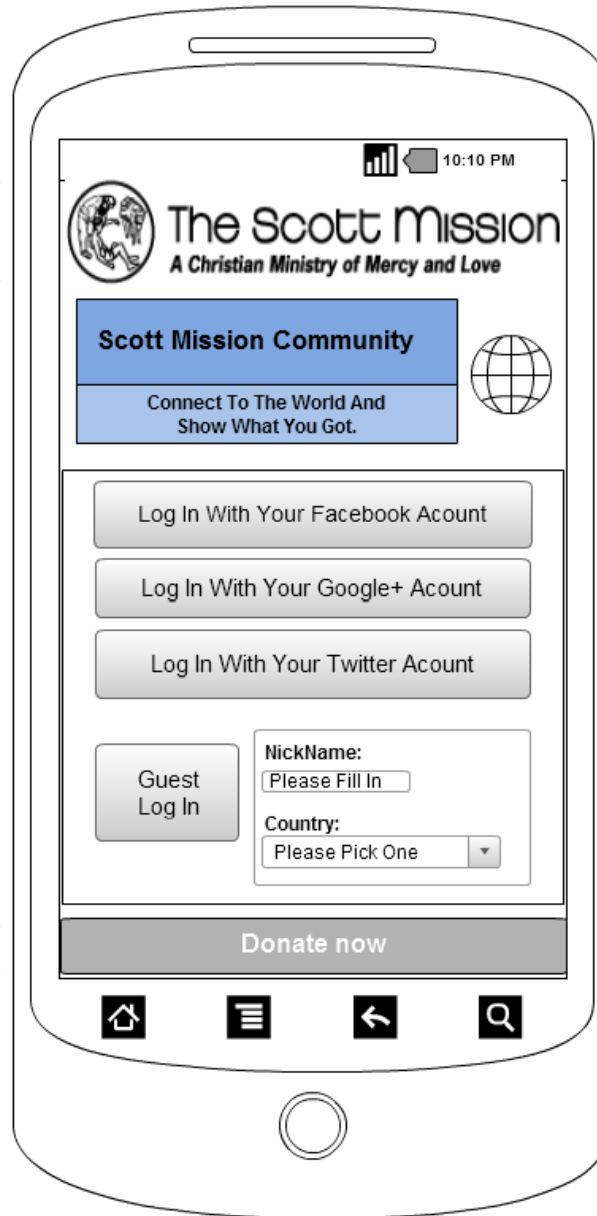 10:10 PM
The Scott Mission
A Christian Ministry of Mercy and Love
Scott Mission Community
Connect To The World And
Show What You Got.
Log In With Your Facebook Acount
Log In With Your Google+ Acount
Log In With Your Twitter Acount
Guest
Log In
NickName:
Please Fill In
Country:
Please Pick One
Donate now